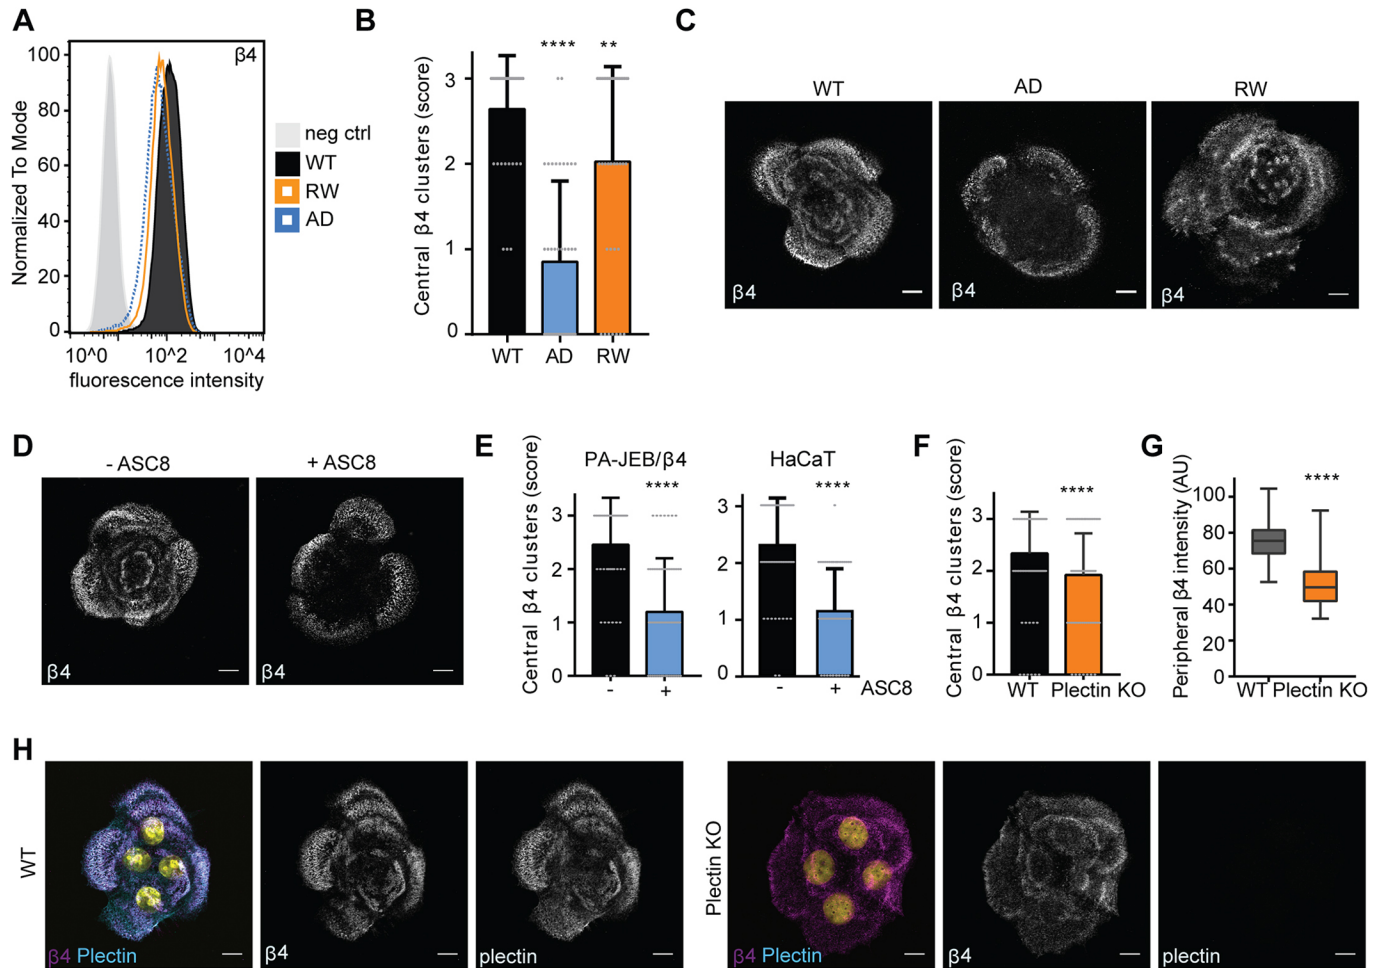 A
β4
100
80
60
40
20
0
Normalized To Mode
10^0
10^2
10^4
fluorescence intensity
neg ctrl
WT
RW
AD
B
Central β4 clusters (score)
3
2
1
0
****
**
WT
AD
RW
C
WT
AD
RW
β4
β4
β4
D
- ASC8
+ ASC8
β4
β4
E
PA-JEB/β4
HaCaT
Central β4 clusters (score)
3
2
1
0
****
-
+
3
2
1
0
****
-
+
ASC8
F
Central β4 clusters (score)
3
2
1
0
****
WT
Plectin KO
G
Peripheral β4 intensity (AU)
100
80
60
40
20
0
****
WT
Plectin KO
H
WT
β4 Plectin
β4
plectin
Plectin KO
β4 Plectin
β4
plectin